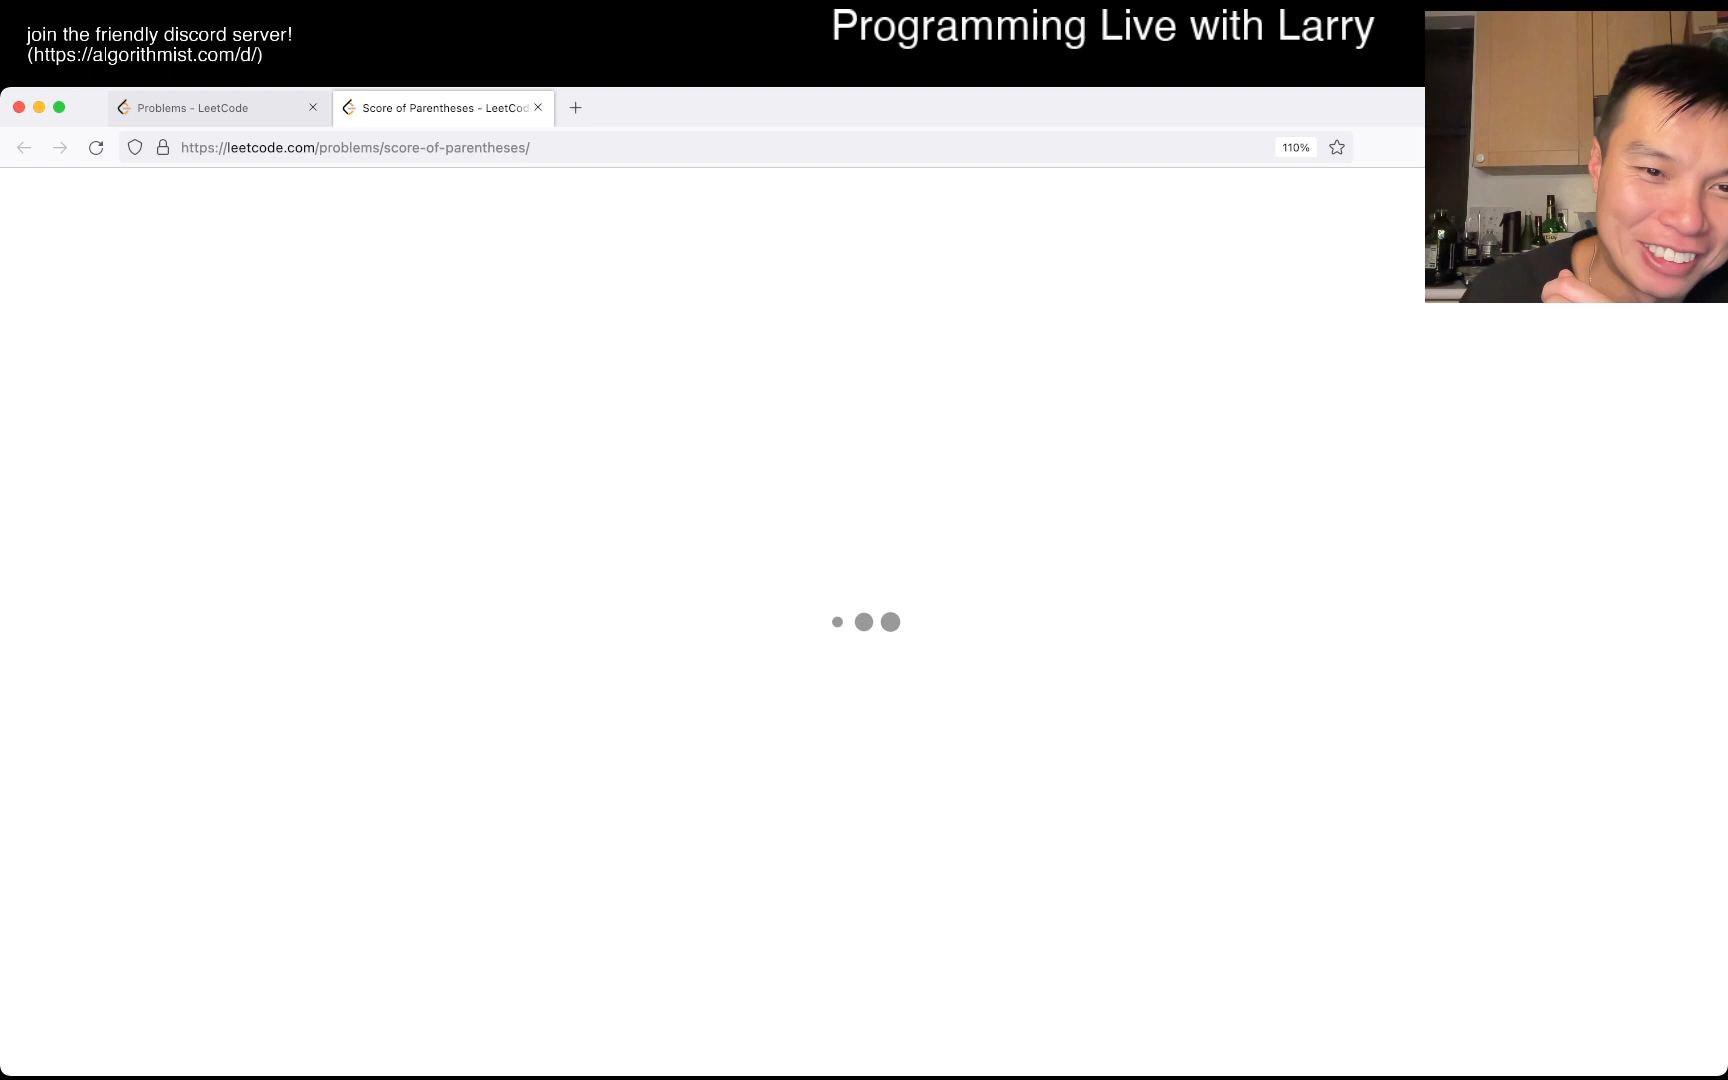 join the friendly discord server!
(https://algorithmist.com/d/)
Programming Live with Larry
Problems - LeetCode
Score of Parentheses - LeetCod
https://leetcode.com/problems/score-of-parentheses/
110%